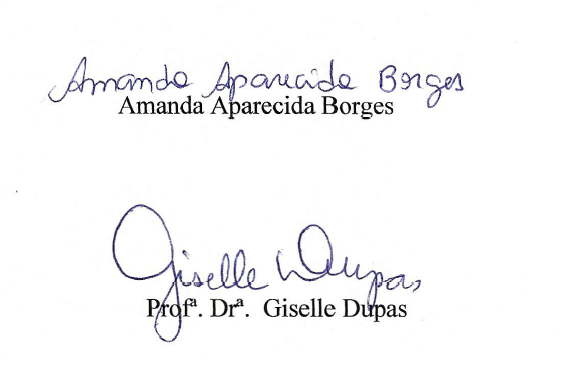 Amanda Aparecida Borges
Amanda Aparecida Borges
Giselle Dupas
Profª. Drª. Giselle Dupas